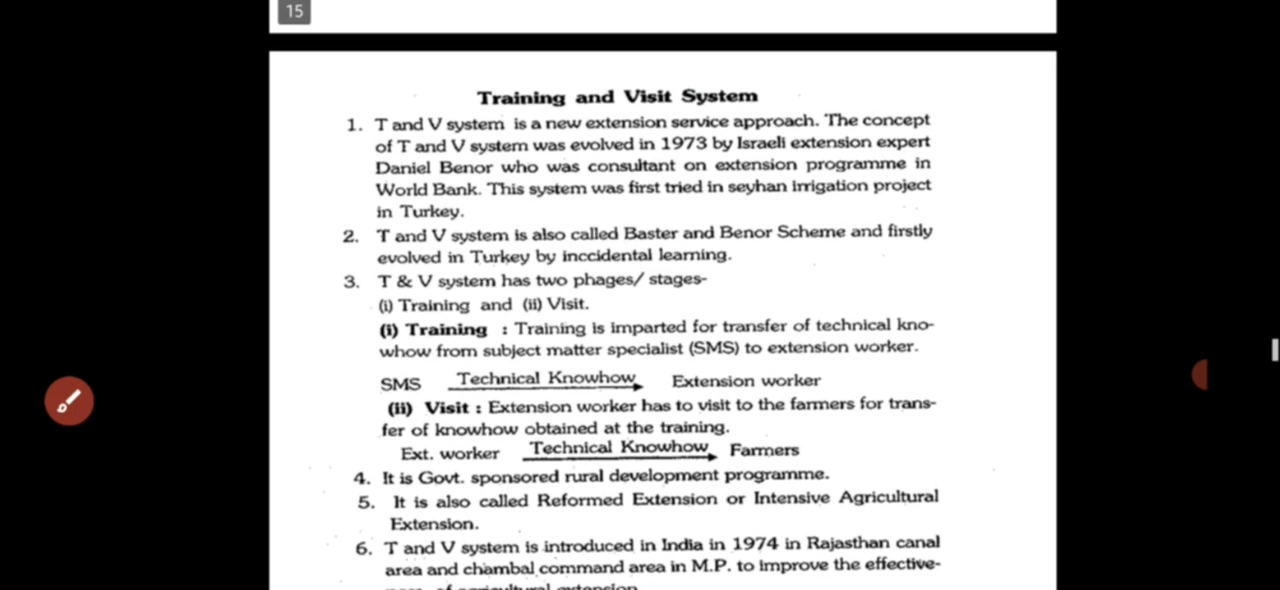 15
Training and Visit System
1. T and V system is a new extension service approach. The concept
of T and V system was evolved in 1973 by Israeli extension expert
Daniel Benor who was consultant on extension programme in
World Bank. This system was first tried in seyhan irrigation project
in Turkey.
2. T and V system is also called Baster and Benor Scheme and firstly
evolved in Turkey by inccidental learning.
3. T & V system has two phages/ stages-
(i) Training and (ii) Visit.
(i) Training : Training is imparted for transfer of technical kno-
whow from subject matter specialist (SMS) to extension worker.
SMS Technical Knowhow Extension worker
(ii) Visit : Extension worker has to visit to the farmers for trans-
fer of knowhow obtained at the training.
Ext. worker Technical Knowhow Farmers
4. It is Govt. sponsored rural development programme.
5. It is also called Reformed Extension or Intensive Agricultural
Extension.
6. T and V system is introduced in India in 1974 in Rajasthan canal
area and chambal command area in M.P. to improve the effective-
of agricultural extension